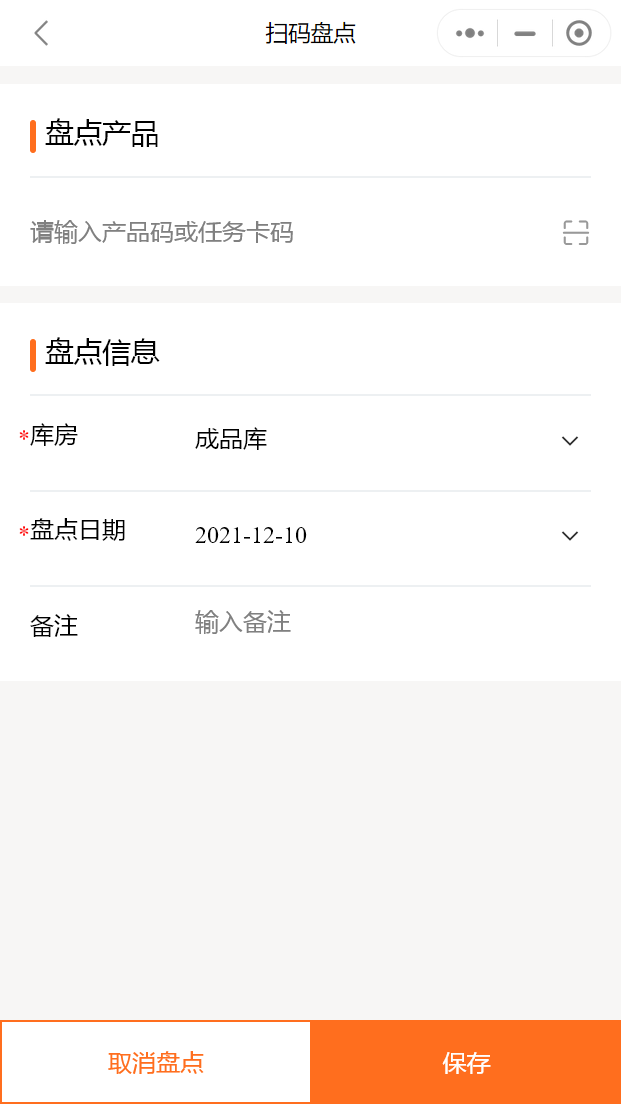 扫码盘点
盘点产品
请输入产品码或任务卡码
盘点信息
*库房 成品库
*盘点日期 2021-12-10
备注 输入备注
取消盘点 保存